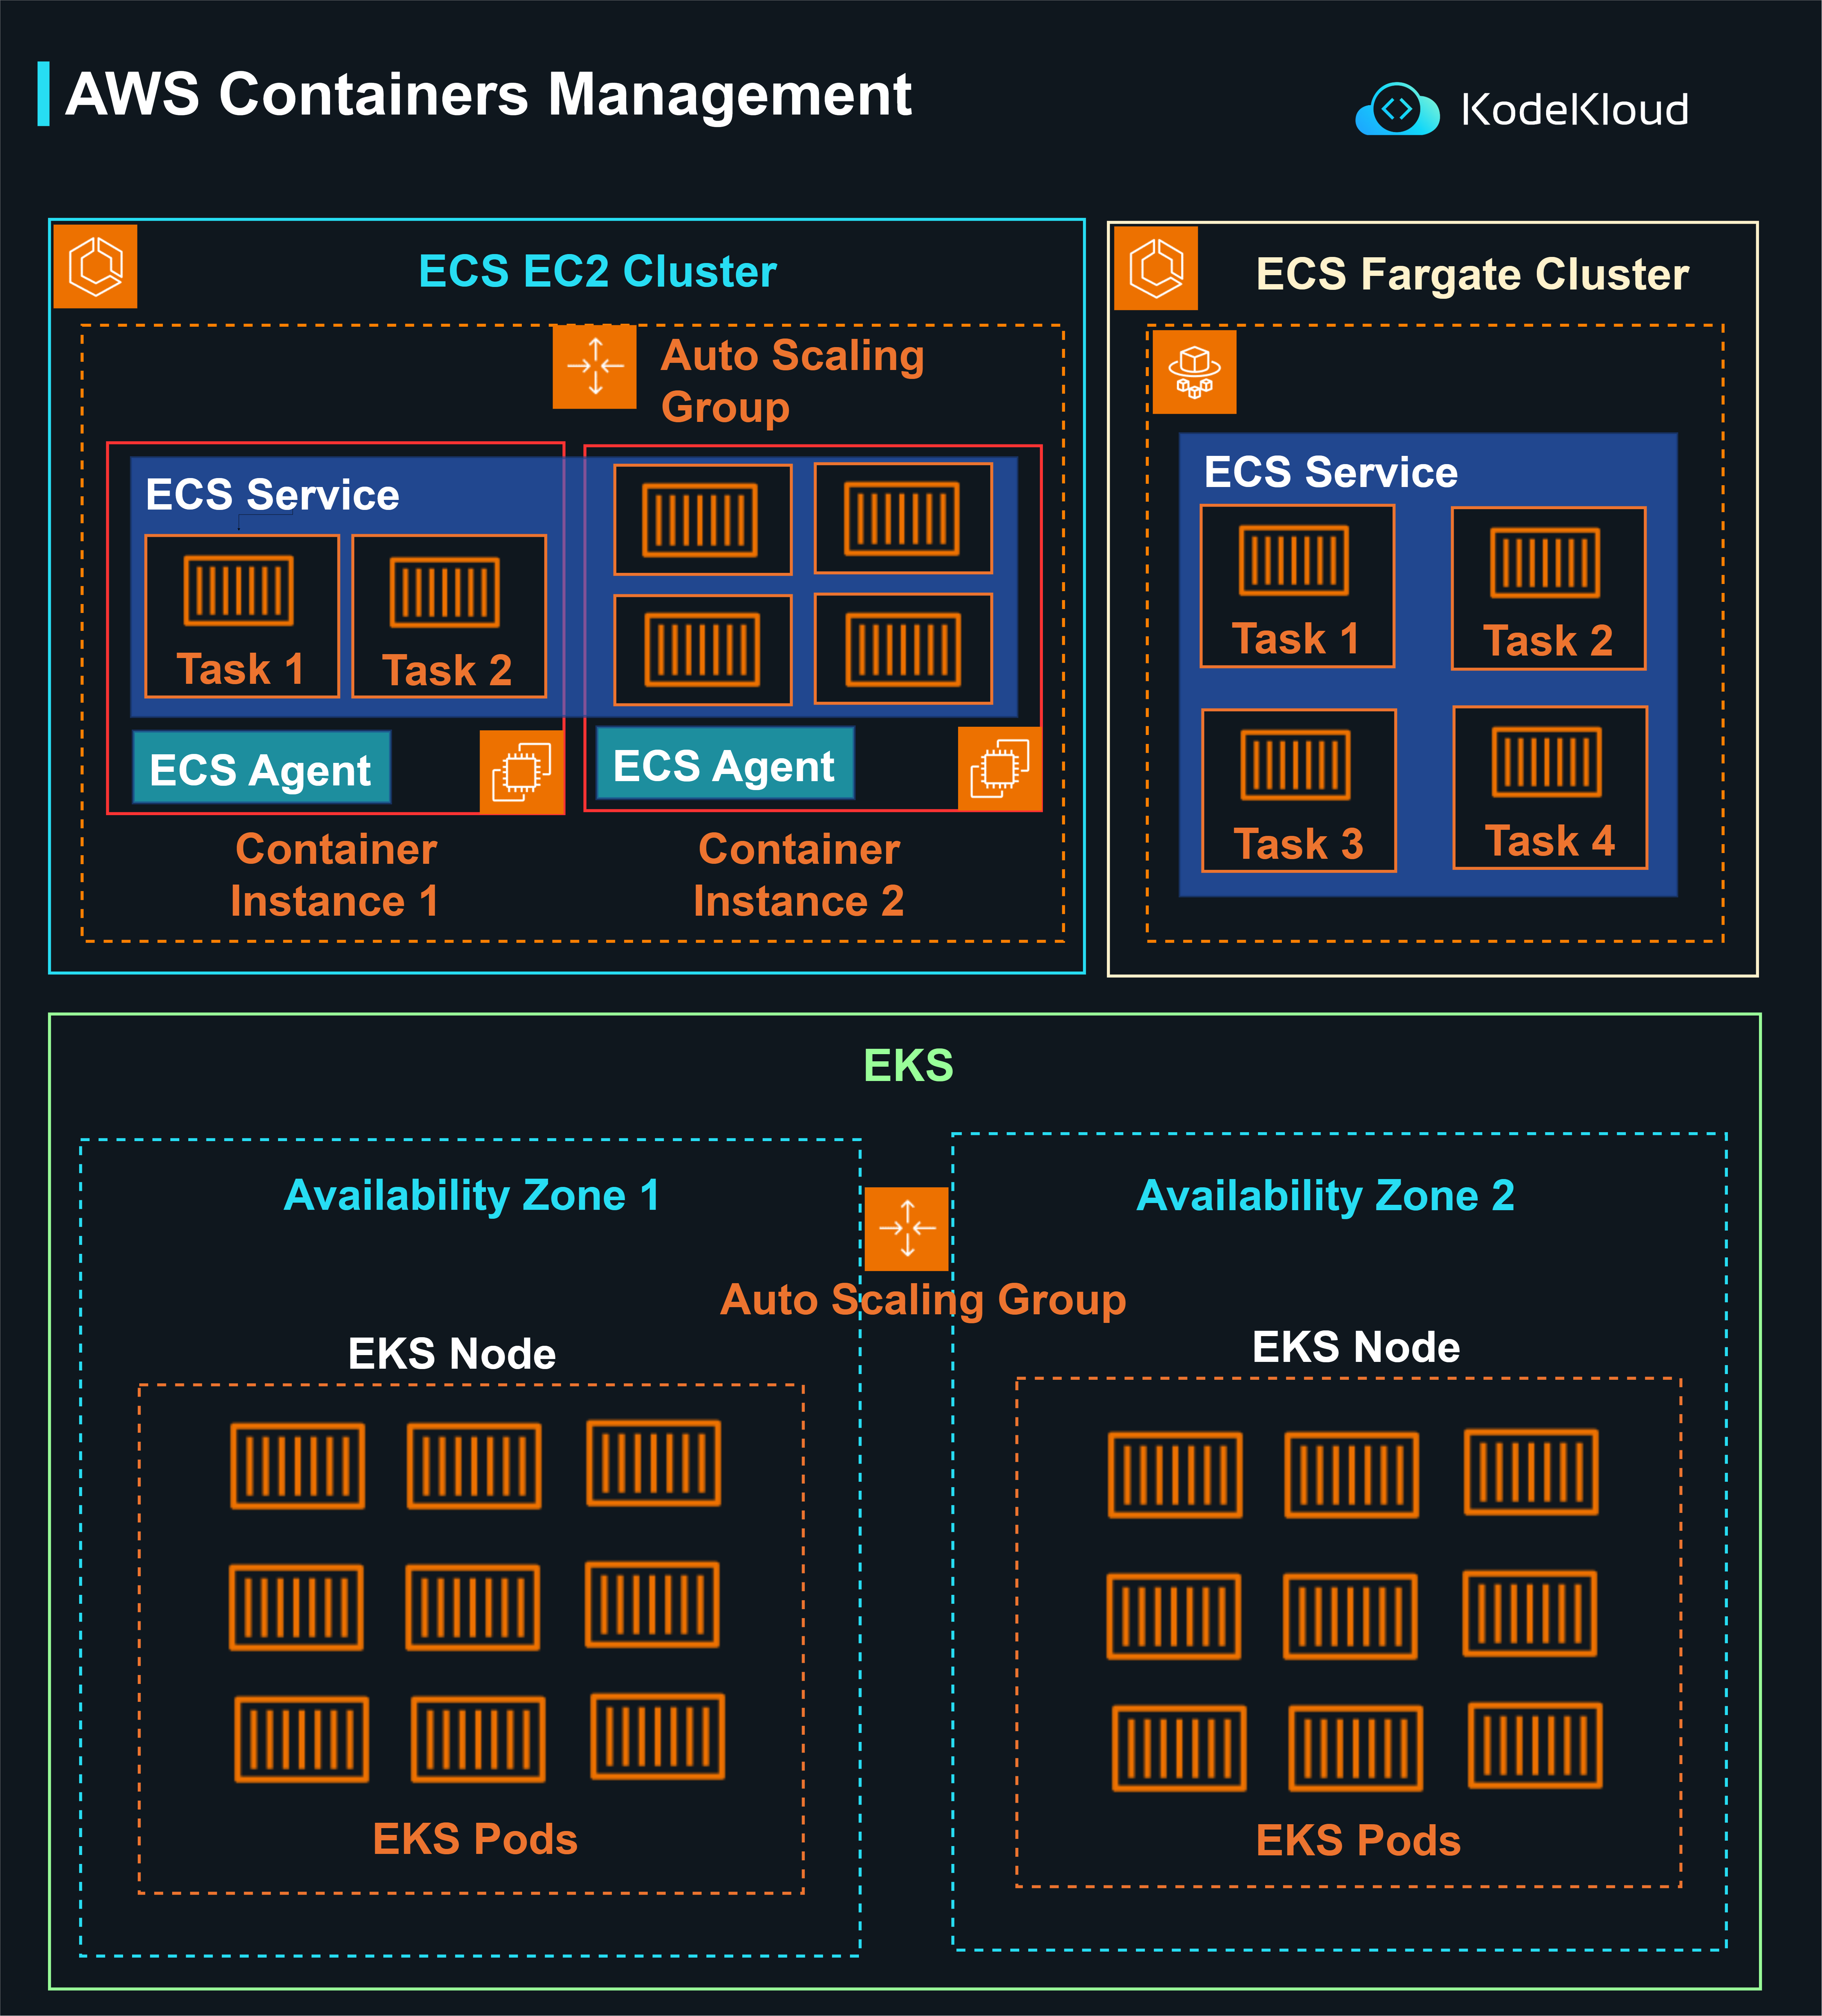 AWS Containers Management
KodeKloud
ECS EC2 Cluster
Auto Scaling
Group
ECS Service
Task 1
Task 2
ECS Agent
ECS Agent
Container
Instance 1
Container
Instance 2
ECS Fargate Cluster
ECS Service
Task 1
Task 2
Task 3
Task 4
EKS
Availability Zone 1
Availability Zone 2
Auto Scaling Group
EKS Node
EKS Node
EKS Pods
EKS Pods